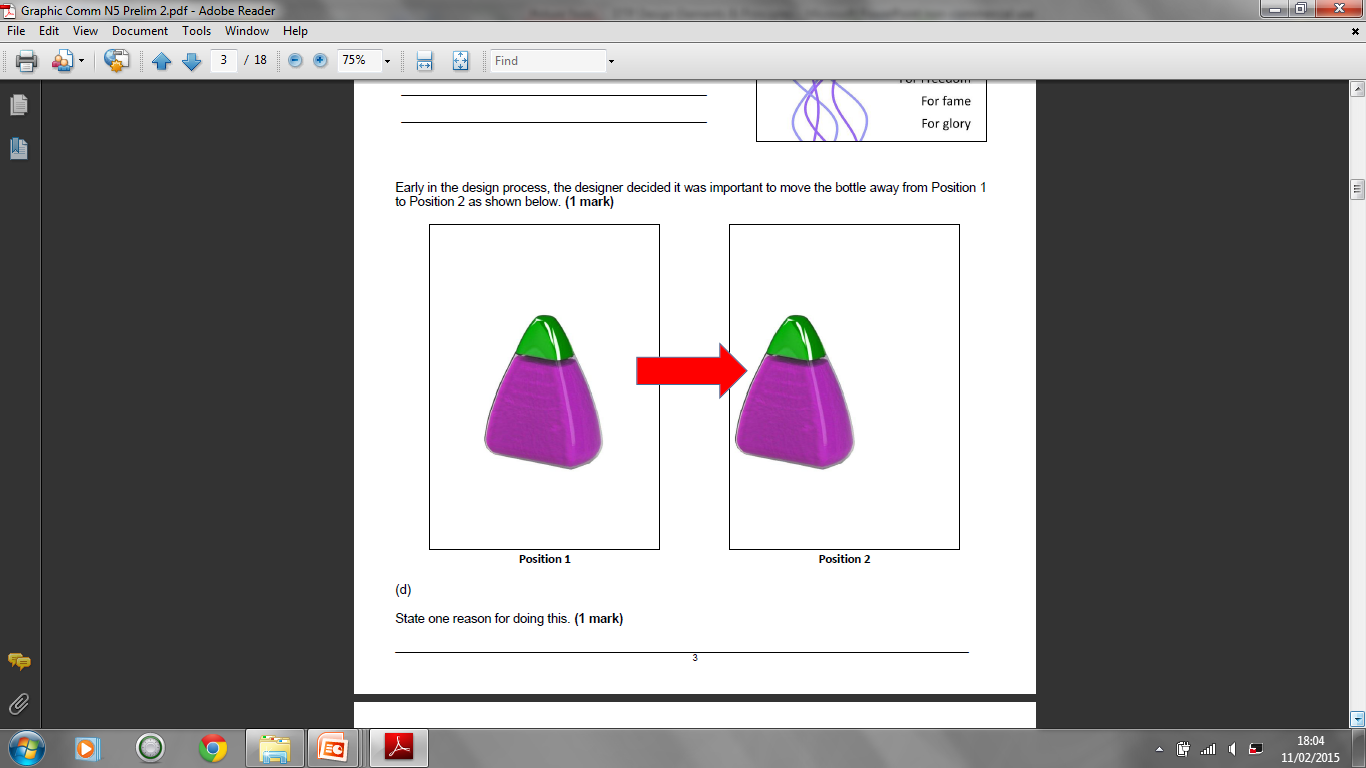 Graphic Comm N5 Prelim 2.pdf - Adobe Reader
File Edit View Document Tools Window Help
3 / 18 75% Find
For fame
For glory
Early in the design process, the designer decided it was important to move the bottle away from Position 1
to Position 2 as shown below. (1 mark)
Position 1 Position 2
(d)
State one reason for doing this. (1 mark)
3
18:04
11/02/2015